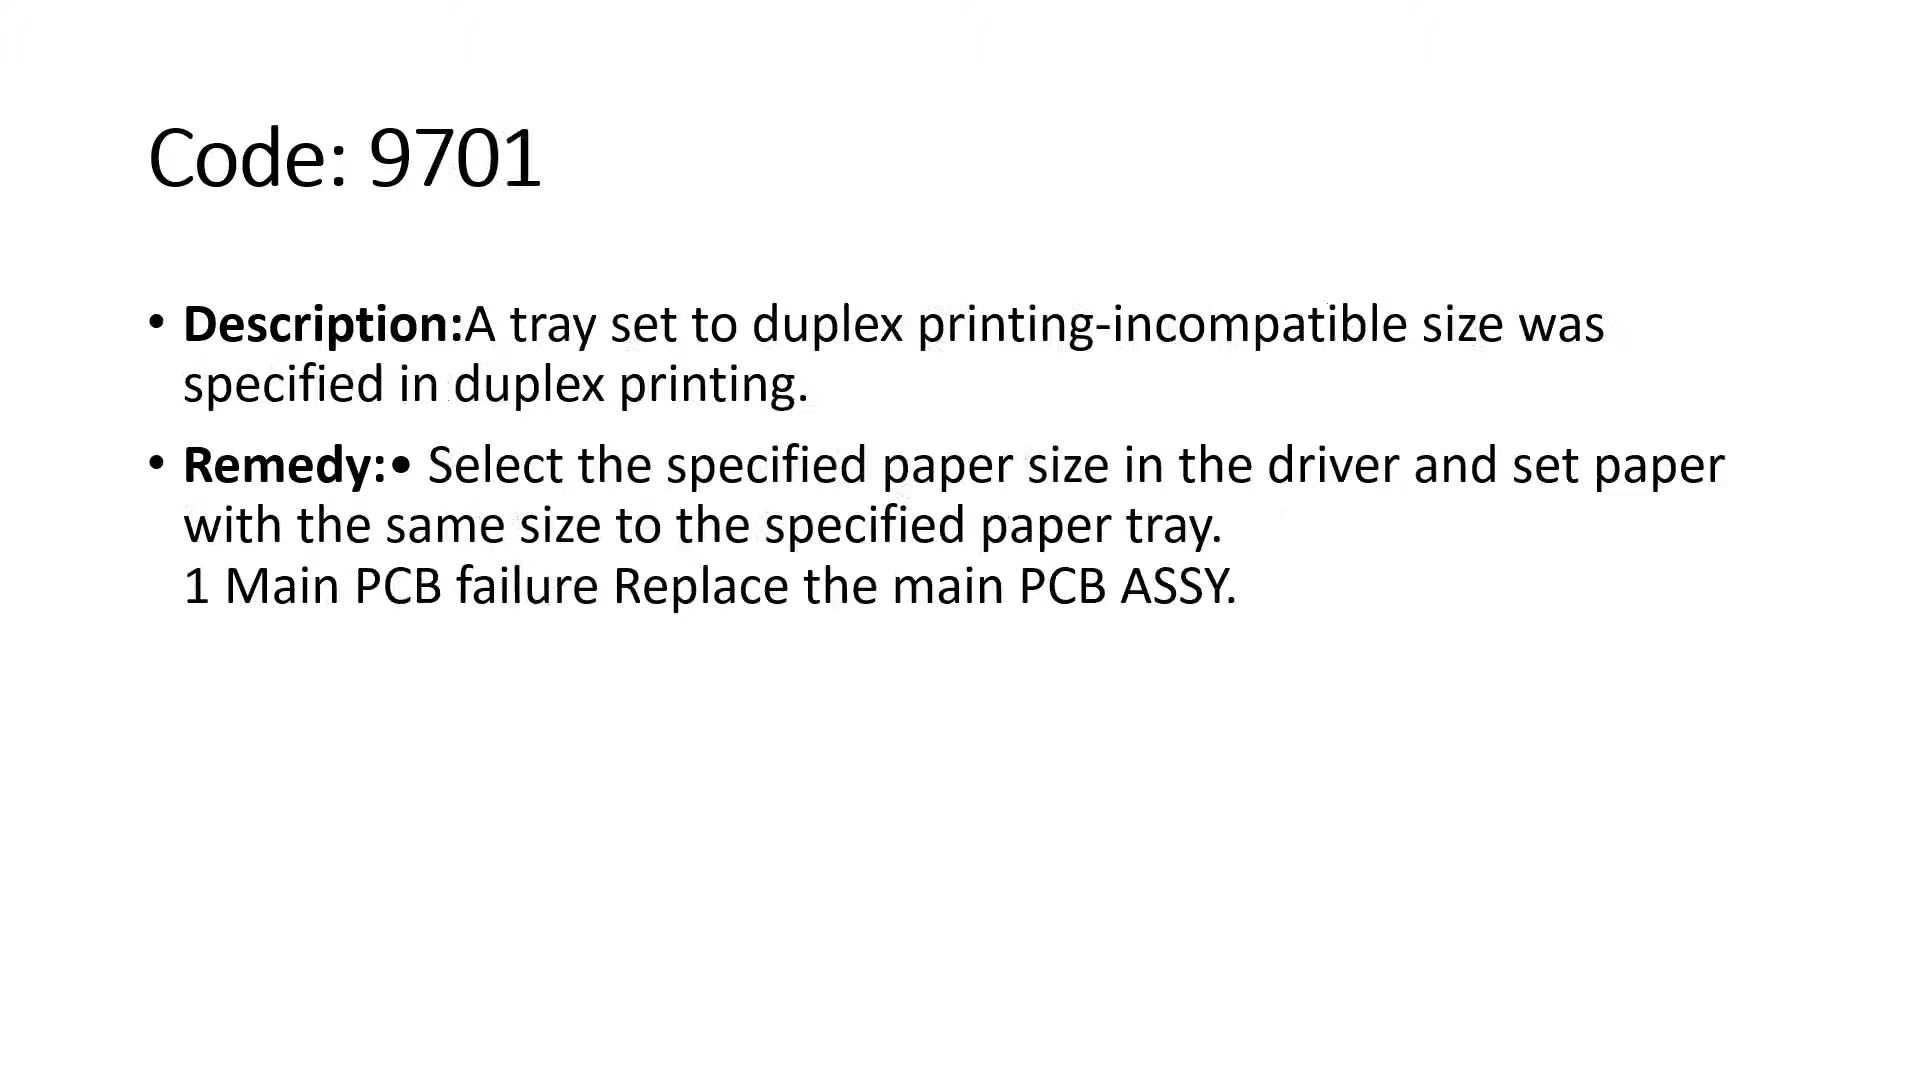 Code: 9701
• Description:A tray set to duplex printing-incompatible size was
specified in duplex printing.
• Remedy:• Select the specified paper size in the driver and set paper
with the same size to the specified paper tray.
1 Main PCB failure Replace the main PCB ASSY.